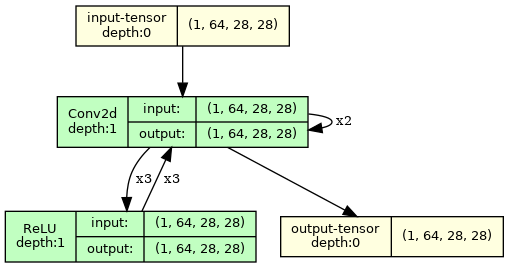 input-tensor
depth:0
(1, 64, 28, 28)
Conv2d
depth:1
input:
(1, 64, 28, 28)
output:
(1, 64, 28, 28)
x2
x3
x3
ReLU
depth:1
input:
(1, 64, 28, 28)
output:
(1, 64, 28, 28)
output-tensor
depth:0
(1, 64, 28, 28)